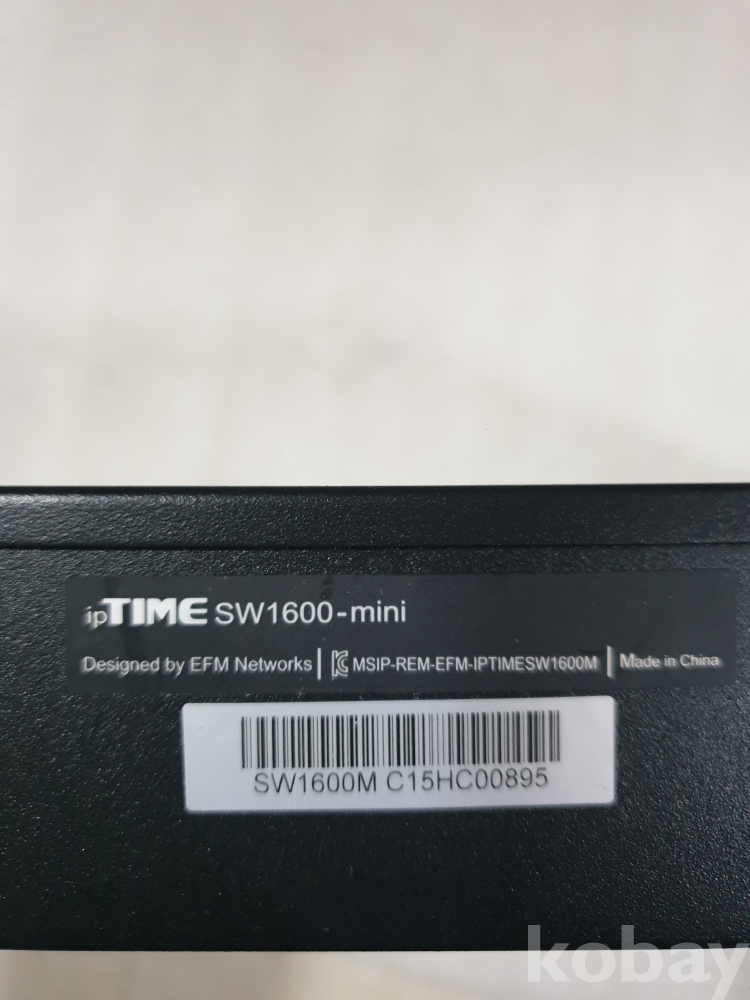 ipTIME SW1600-mini
Designed by EFM Networks | MSIP-REM-EFM-IPTIMESW1600M | Made in China
SW1600M C15HC00895
kobay